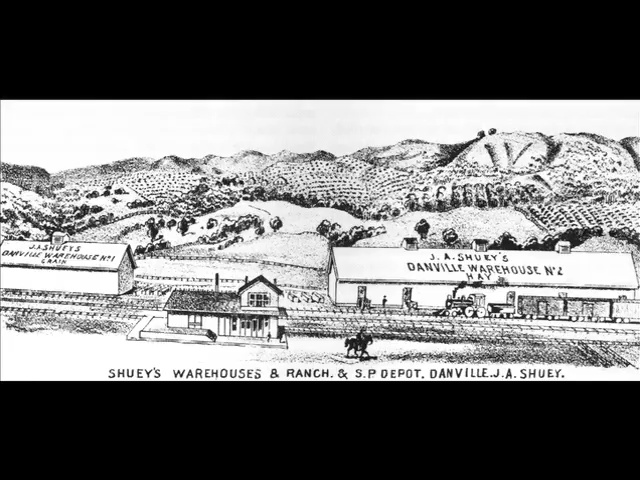 J.A. SHUEY'S
DANVILLE WAREHOUSE Nº1
GRAIN
J. A. SHUEY'S
DANVILLE WAREHOUSE Nº2
HAY
SHUEY'S WAREHOUSES & RANCH. & S.P DEPOT. DANVILLE. J. A. SHUEY.